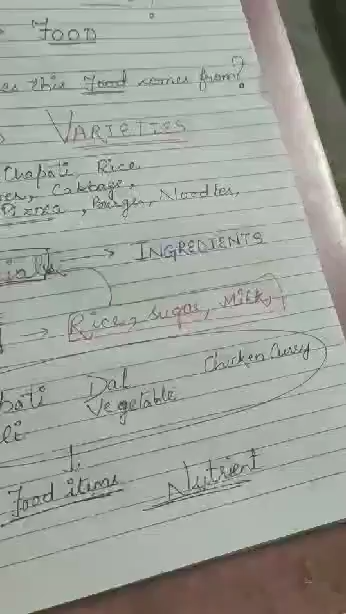 ?
FOOD
this Food comes from?
VARIETIES
Chapati, Rice
Cabbage,
Pizza, Burger, Noodles,
→ INGREDIENTS
→ Rice, sugar, Milk,
Chicken Curry
Dal
Vegetable
Food items
Nutrient